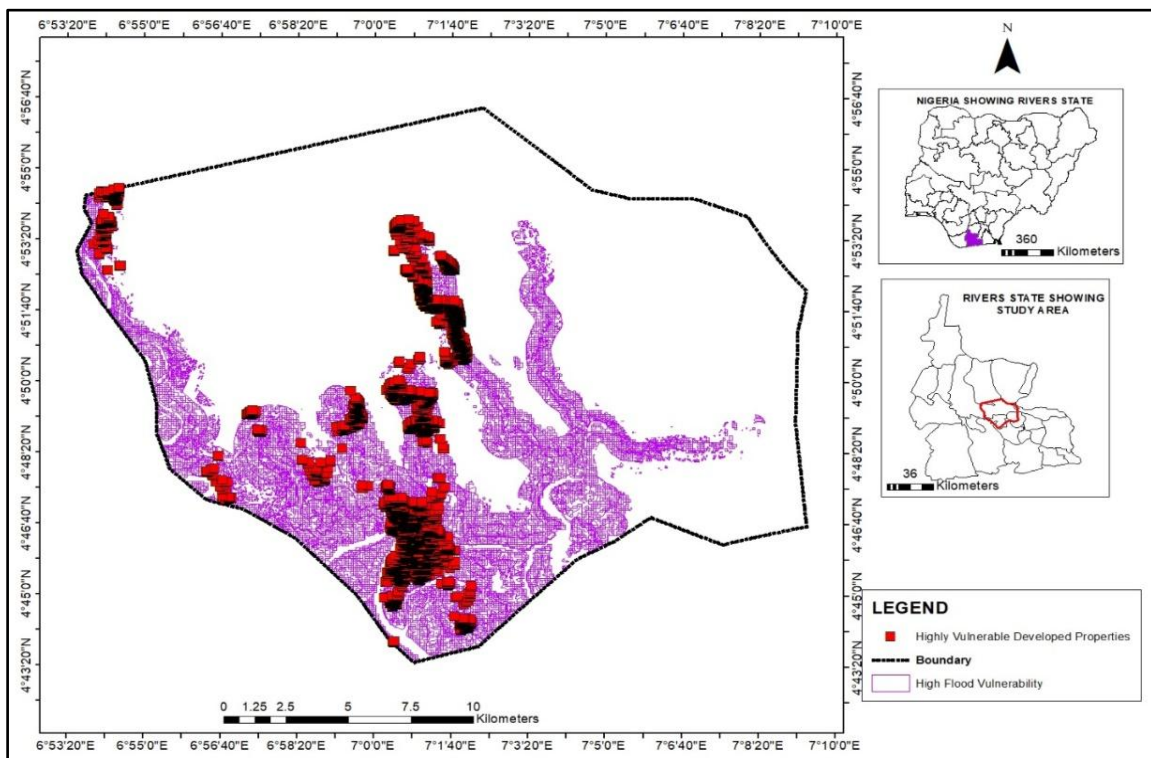 6°53'20"E 6°55'0"E 6°56'40"E 6°58'20"E 7°0'0"E 7°1'40"E 7°3'20"E 7°5'0"E 7°6'40"E 7°8'20"E 7°10'0"E
N
4°56'40"N
4°55'0"N
4°53'20"N
4°51'40"N
4°50'0"N
4°48'20"N
4°46'40"N
4°45'0"N
4°43'20"N
4°56'40"N
4°55'0"N
4°53'20"N
4°51'40"N
4°50'0"N
4°48'20"N
4°46'40"N
4°45'0"N
4°43'20"N
NIGERIA SHOWING RIVERS STATE
360
Kilometers
RIVERS STATE SHOWING
STUDY AREA
36
Kilometers
LEGEND
Highly Vulnerable Developed Properties
Boundary
High Flood Vulnerability
0 1.25 2.5 5 7.5 10
Kilometers
6°53'20"E 6°55'0"E 6°56'40"E 6°58'20"E 7°0'0"E 7°1'40"E 7°3'20"E 7°5'0"E 7°6'40"E 7°8'20"E 7°10'0"E